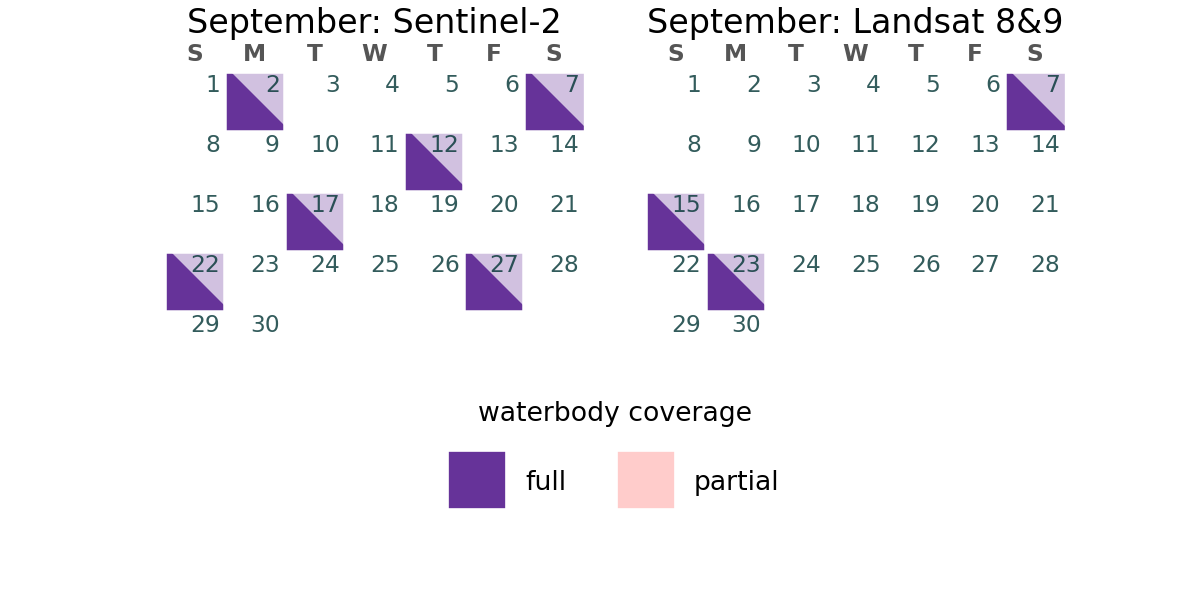 September: Sentinel-2
S M T W T F S
1 2 3 4 5 6 7
8 9 10 11 12 13 14
15 16 17 18 19 20 21
22 23 24 25 26 27 28
29 30
September: Landsat 8&9
S M T W T F S
1 2 3 4 5 6 7
8 9 10 11 12 13 14
15 16 17 18 19 20 21
22 23 24 25 26 27 28
29 30
waterbody coverage
full partial